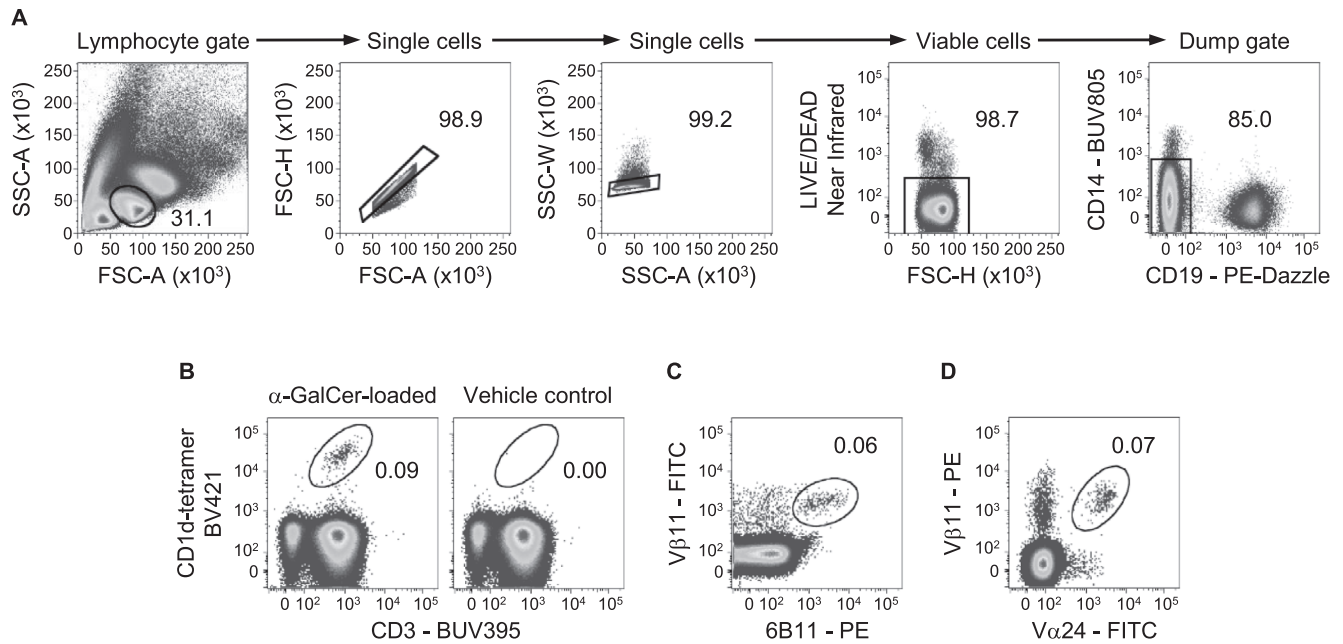 A
Lymphocyte gate
Single cells
Single cells
Viable cells
Dump gate
SSC-A (x10³)
250
200
150
100
50
0
31.1
0 50 100 150 200 250
FSC-A (x10³)
FSC-H (x10³)
250
200
150
100
50
0
98.9
0 50 100 150 200 250
FSC-A (x10³)
SSC-W (x10³)
250
200
150
100
50
0
99.2
0 50 100 150 200 250
SSC-A (x10³)
LIVE/DEAD
Near Infrared
10⁵
10⁴
10³
10²
0
98.7
0 50 100 150 200 250
FSC-H (x10³)
CD14 - BUV805
10⁵
10⁴
10³
10²
0
85.0
0 10² 10³ 10⁴ 10⁵
CD19 - PE-Dazzle
B
α-GalCer-loaded
Vehicle control
CD1d-tetramer
BV421
10⁵
10⁴
10³
10²
0
0.09
0.00
0 10² 10³ 10⁴ 10⁵
0 10² 10³ 10⁴ 10⁵
CD3 - BUV395
C
Vβ11 - FITC
10⁵
10⁴
10³
10²
0
0.06
0 10² 10³ 10⁴ 10⁵
6B11 - PE
D
Vβ11 - PE
10⁵
10⁴
10³
10²
0
0.07
0 10² 10³ 10⁴ 10⁵
Vα24 - FITC